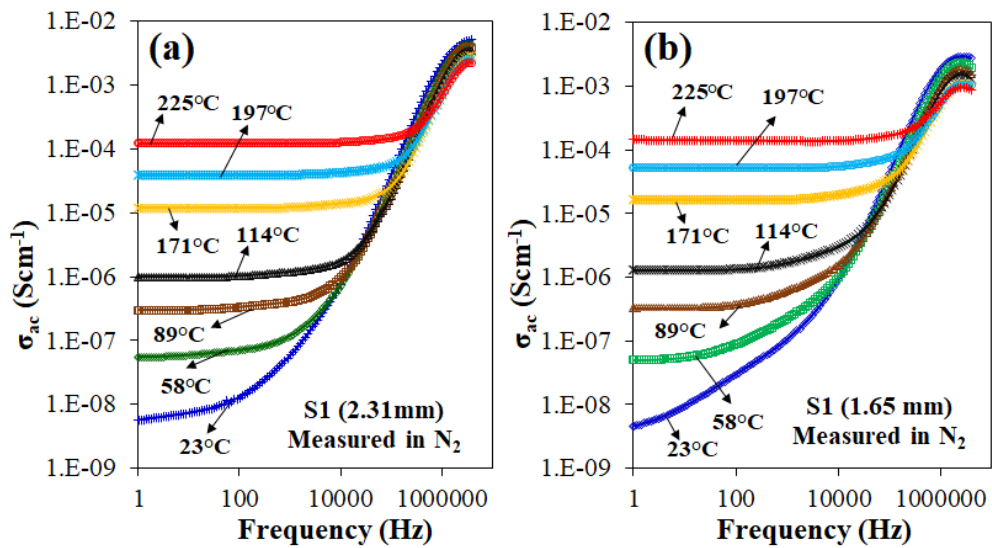 (a)
1.E-02
1.E-03
1.E-04
1.E-05
1.E-06
1.E-07
1.E-08
1.E-09
σac (Scm-1)
225°C
197°C
171°C
114°C
89°C
58°C
23°C
S1 (2.31mm)
Measured in N2
1 100 10000 1000000
Frequency (Hz)
(b)
1.E-02
1.E-03
1.E-04
1.E-05
1.E-06
1.E-07
1.E-08
1.E-09
σac (Scm-1)
225°C
197°C
171°C
114°C
89°C
58°C
23°C
S1 (1.65 mm)
Measured in N2
1 100 10000 1000000
Frequency (Hz)